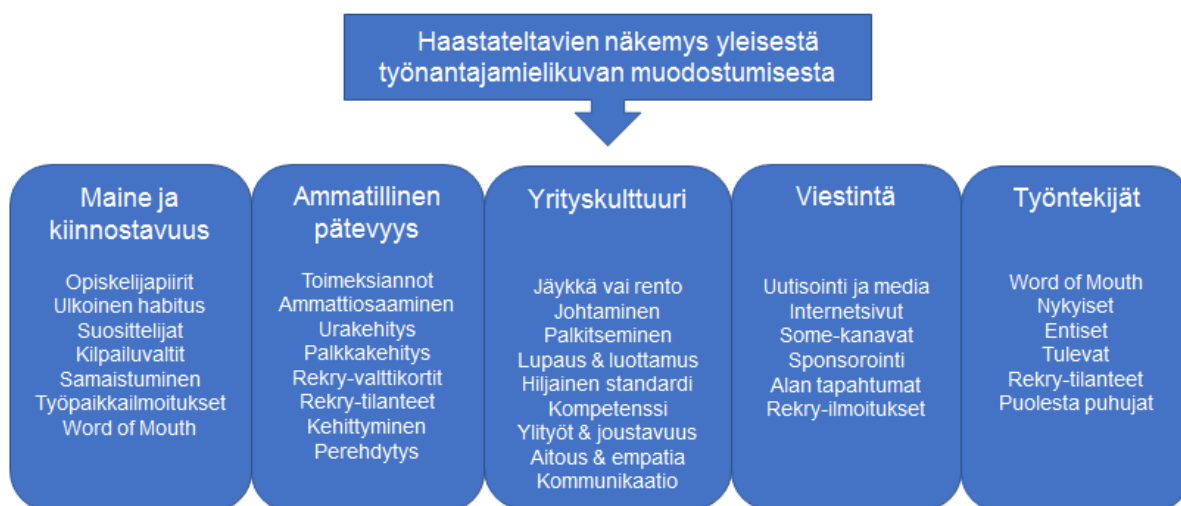 Haastateltavien näkemys yleisestä
työnantajamielikuvan muodostumisesta
Maine ja
kiinnostavuus
Opiskelijapiirit
Ulkoinen habitus
Suosittelijat
Kilpailuvaltit
Samaistuminen
Työpaikkailmoitukset
Word of Mouth
Ammatillinen
pätevyys
Toimeksiannot
Ammattiosaaminen
Urakehitys
Palkkakehitys
Rekry-valttikortit
Rekry-tilanteet
Kehittyminen
Perehdytys
Yrityskulttuuri
Jäykkä vai rento
Johtaminen
Palkitseminen
Lupaus & luottamus
Hiljainen standardi
Kompetenssi
Ylityöt & joustavuus
Aitous & empatia
Kommunikaatio
Viestintä
Uutisointi ja media
Internetsivut
Some-kanavat
Sponsorointi
Alan tapahtumat
Rekry-ilmoitukset
Työntekijät
Word of Mouth
Nykyiset
Entiset
Tulevat
Rekry-tilanteet
Puolesta puhujat